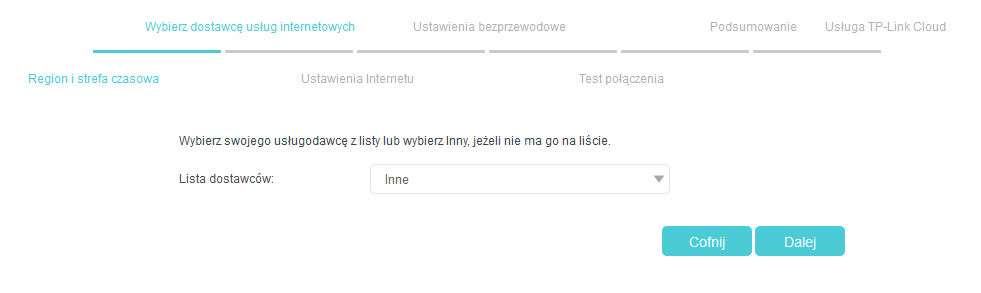 Wybierz dostawcę usług internetowych Ustawienia bezprzewodowe Podsumowanie Usługa TP-Link Cloud
Region i strefa czasowa Ustawienia Internetu Test połączenia
Wybierz swojego usługodawcę z listy lub wybierz Inny, jeżeli nie ma go na liście.
Lista dostawców: Inne
Cofnij Dalej